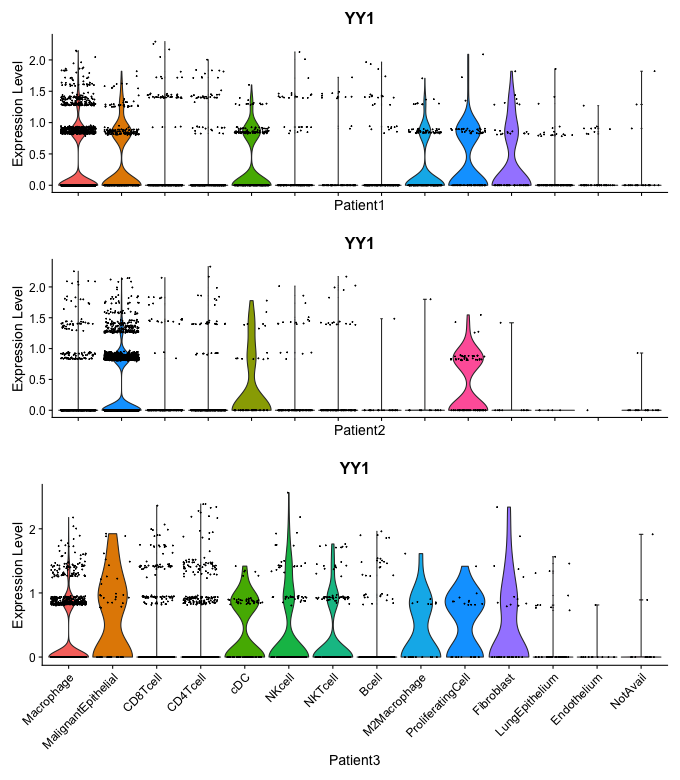 YY1
Expression Level
2.0
1.5
1.0
0.5
0.0
Patient1
YY1
Expression Level
2.0
1.5
1.0
0.5
0.0
Patient2
YY1
Expression Level
2
1
0
Macrophage
MalignantEpithelial
CD8Tcell
CD4Tcell
cDC
NKcell
NKTcell
Bcell
M2Macrophage
ProliferatingCell
Fibroblast
LungEpithelium
Endothelium
NotAvail
Patient3